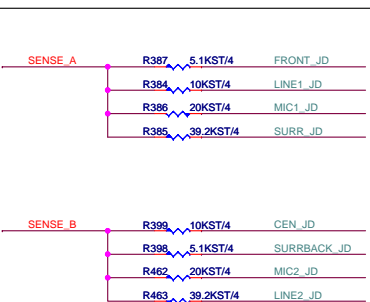 SENSE_A R387 5.1KST/4 FRONT_JD
R384 10KST/4 LINE1_JD
R386 20KST/4 MIC1_JD
R385 39.2KST/4 SURR_JD
SENSE_B R399 10KST/4 CEN_JD
R398 5.1KST/4 SURRBACK_JD
R462 20KST/4 MIC2_JD
R463 39.2KST/4 LINE2_JD